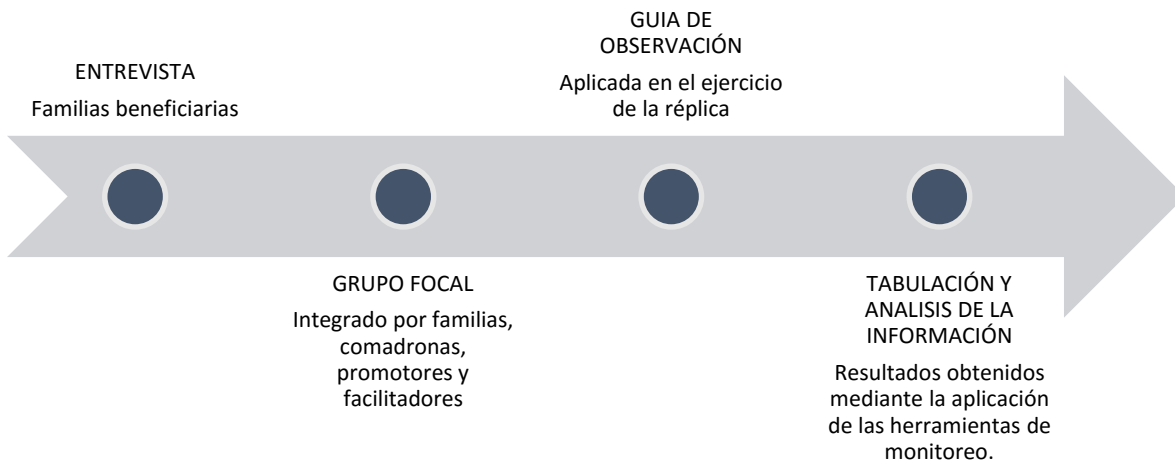 ENTREVISTA
Familias beneficiarias
GRUPO FOCAL
Integrado por familias,
comadronas,
promotores y
facilitadores
GUIA DE
OBSERVACIÓN
Aplicada en el ejercicio
de la réplica
TABULACIÓN Y
ANALISIS DE LA
INFORMACIÓN
Resultados obtenidos
mediante la aplicación
de las herramientas de
monitoreo.